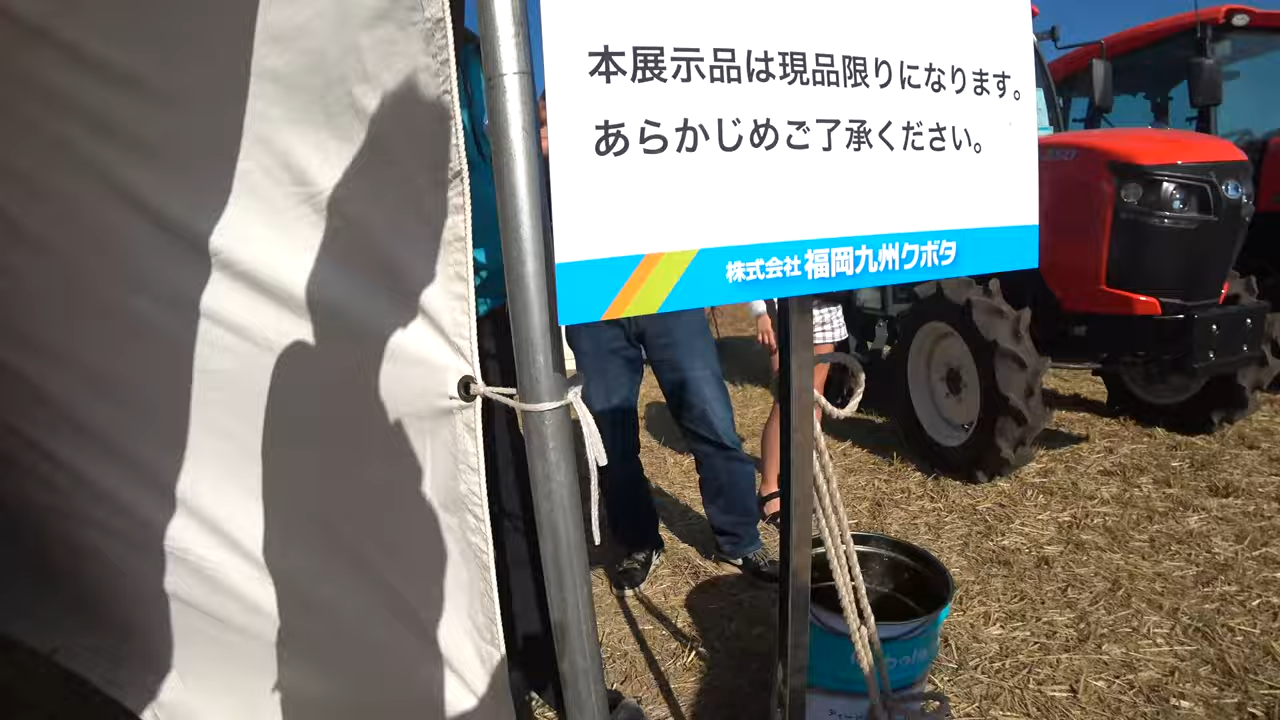 本展示品は現品限りになります。
あらかじめご了承ください。
株式会社 福岡九州クボタ